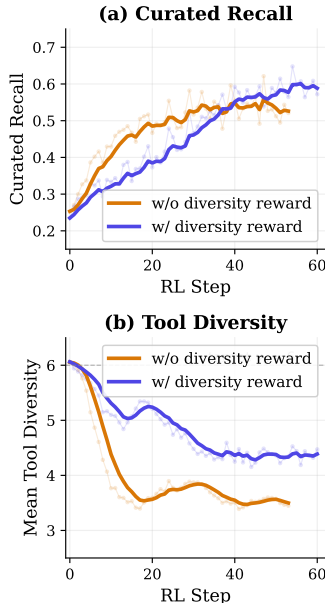 (a) Curated Recall
0.7
0.6
0.5
0.4
0.3
0.2
Curated Recall
w/o diversity reward
w/ diversity reward
0
20
40
60
RL Step
(b) Tool Diversity
6
5
4
3
Mean Tool Diversity
w/o diversity reward
w/ diversity reward
0
20
40
60
RL Step